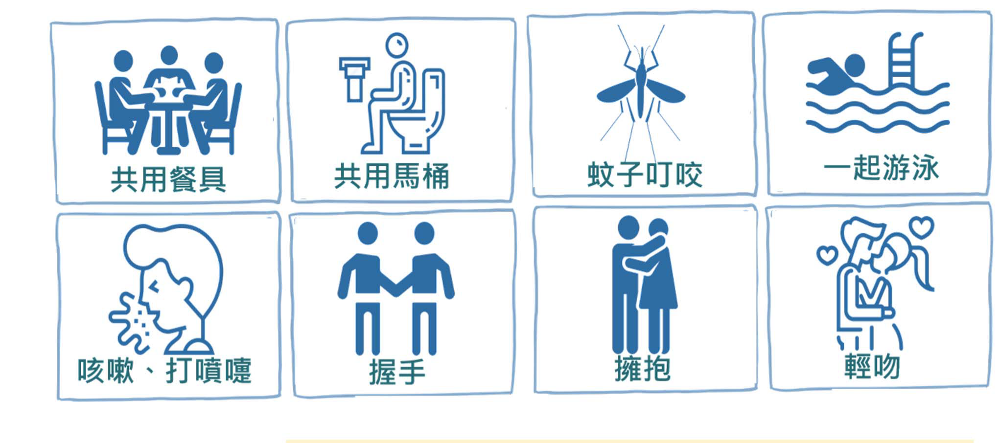 共用餐具
共用馬桶
蚊子叮咬
一起游泳
咳嗽、打噴嚏
握手
擁抱
輕吻